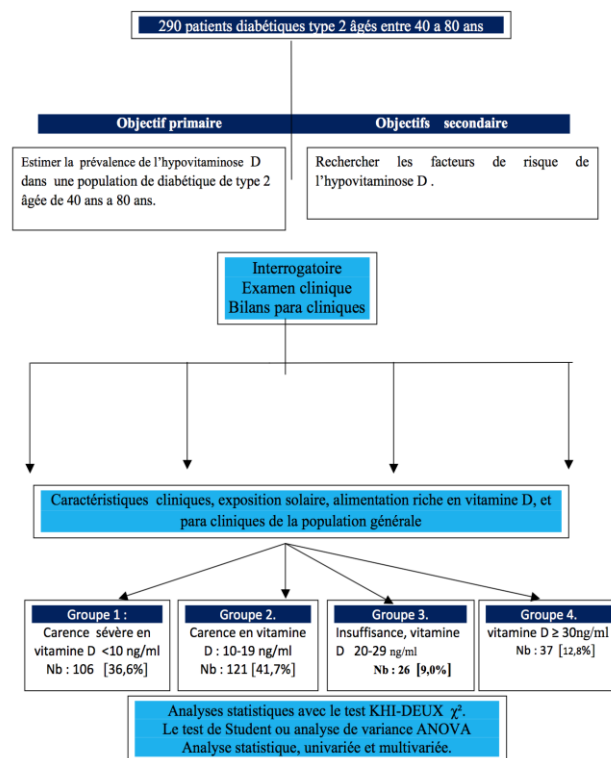 290 patients diabétiques type 2 âgés entre 40 a 80 ans
Objectif primaire
Objectifs secondaire
Estimer la prévalence de l'hypovitaminose D
dans une population de diabétique de type 2
âgée de 40 ans a 80 ans.
Rechercher les facteurs de risque de
l'hypovitaminose D .
Interrogatoire
Examen clinique
Bilans para cliniques
Caractéristiques cliniques, exposition solaire, alimentation riche en vitamine D, et
para cliniques de la population générale
Groupe 1 :
Carence sévère en
vitamine D <10 ng/ml
Nb : 106 [36,6%]
Groupe 2.
Carence en vitamine
D : 10-19 ng/ml
Nb : 121 [41,7%]
Groupe 3.
Insuffisance, vitamine
D 20-29 ng/ml
Nb : 26 [9,0%]
Groupe 4.
vitamine D ≥ 30ng/ml
Nb : 37 [12,8%]
Analyses statistiques avec le test KHI-DEUX χ².
Le test de Student ou analyse de variance ANOVA
Analyse statistique, univariée et multivariée.